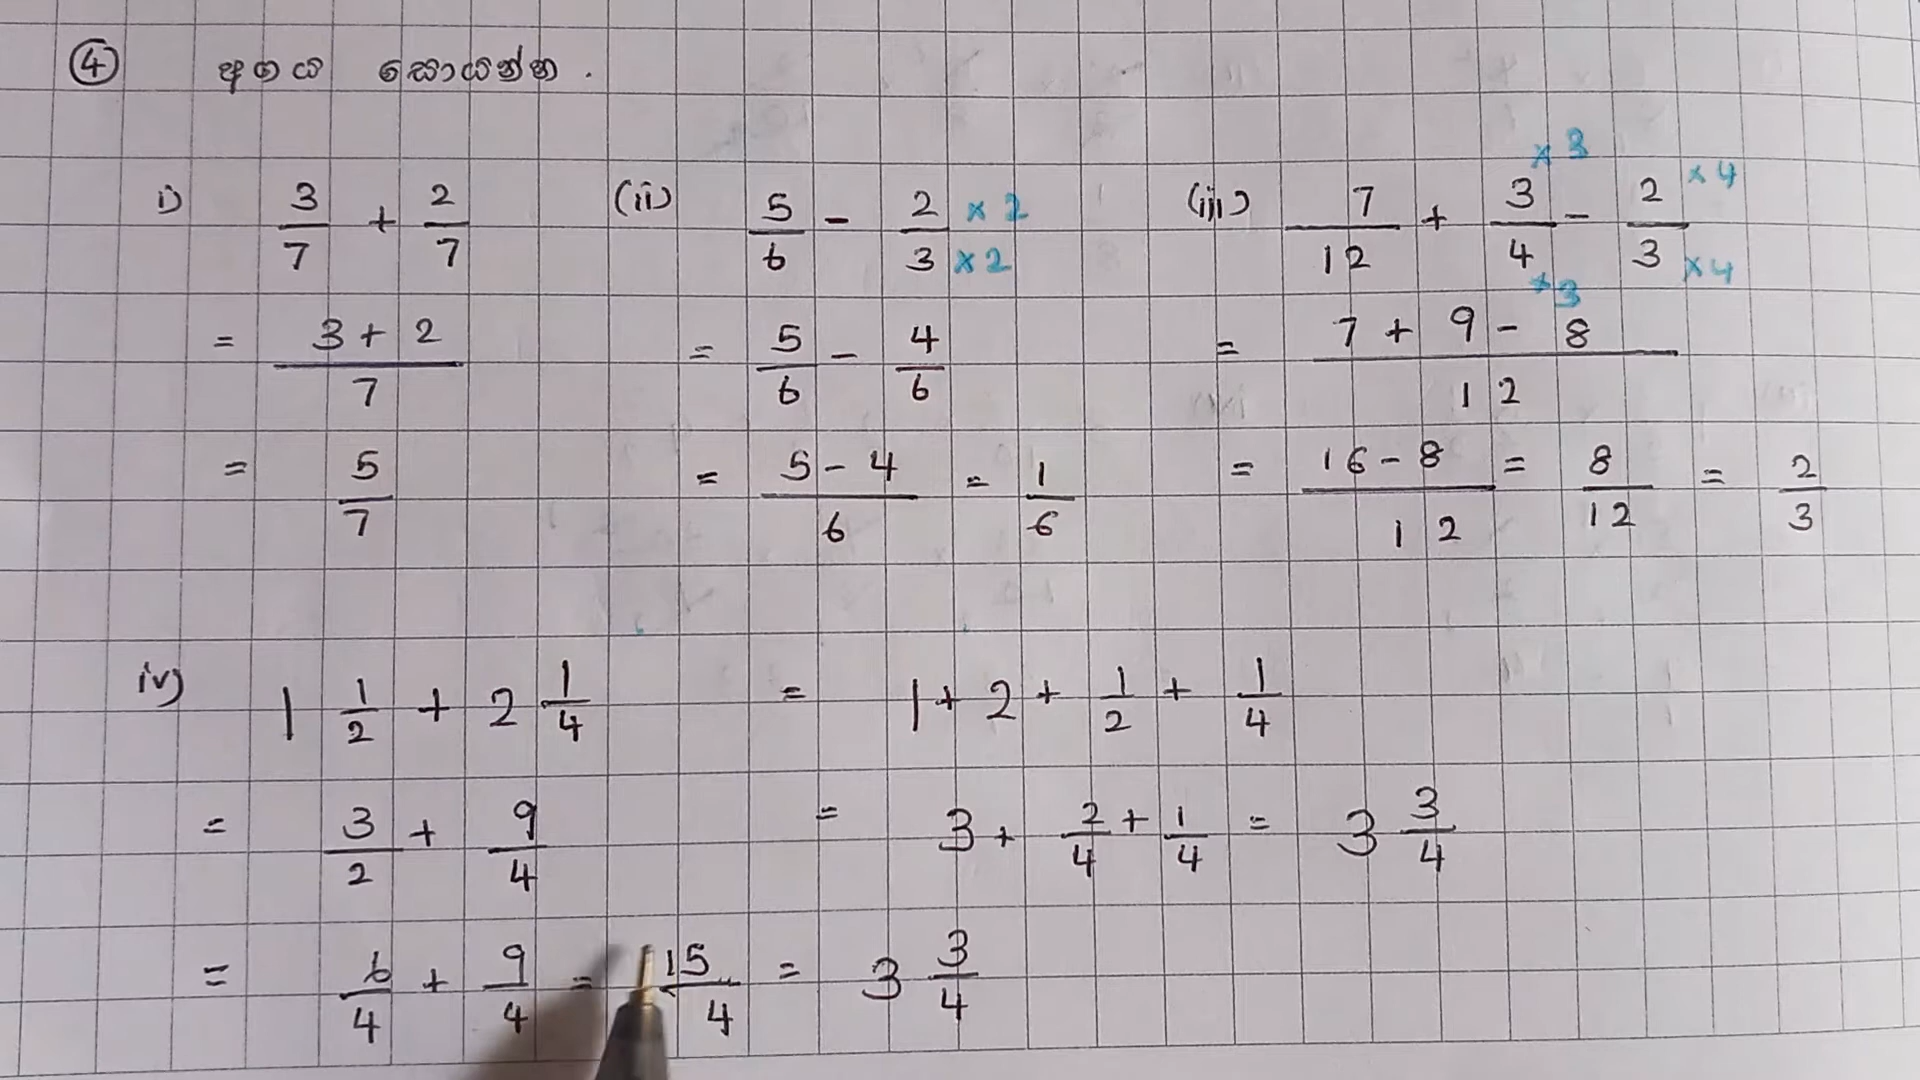 ④ අගය සොයන්න.
i) 3/7 + 2/7
= (3 + 2)/7
= 5/7
(ii) 5/6 - 2/3 ×2 ×2
= 5/6 - 4/6
= (5 - 4)/6 = 1/6
(iii) 7/12 + 3/4 ×3 ×3 - 2/3 ×4 ×4
= (7 + 9 - 8)/12
= (16 - 8)/12 = 8/12 = 2/3
iv) 1 1/2 + 2 1/4 = 1 + 2 + 1/2 + 1/4
= 3/2 + 9/4 = 3 + 2/4 + 1/4 = 3 3/4
= 6/4 + 9/4 = 15/4 = 3 3/4